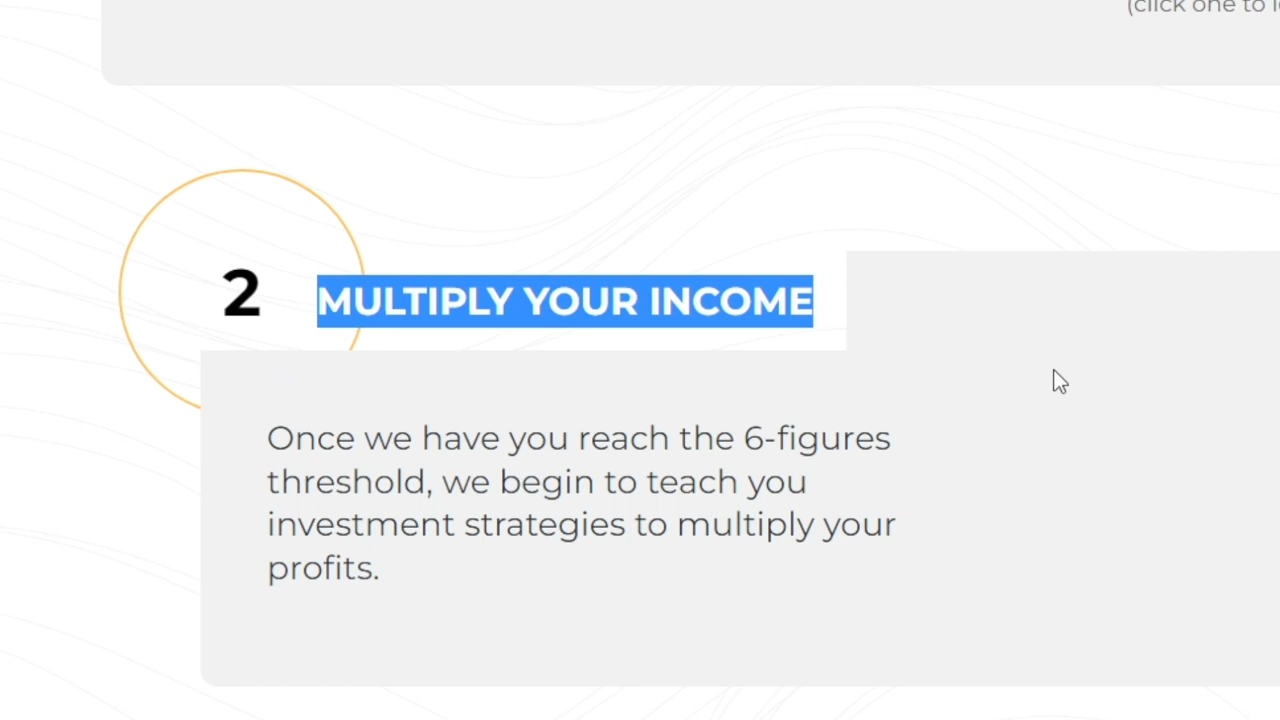 (click one to
2
MULTIPLY YOUR INCOME
Once we have you reach the 6-figures
threshold, we begin to teach you
investment strategies to multiply your
profits.